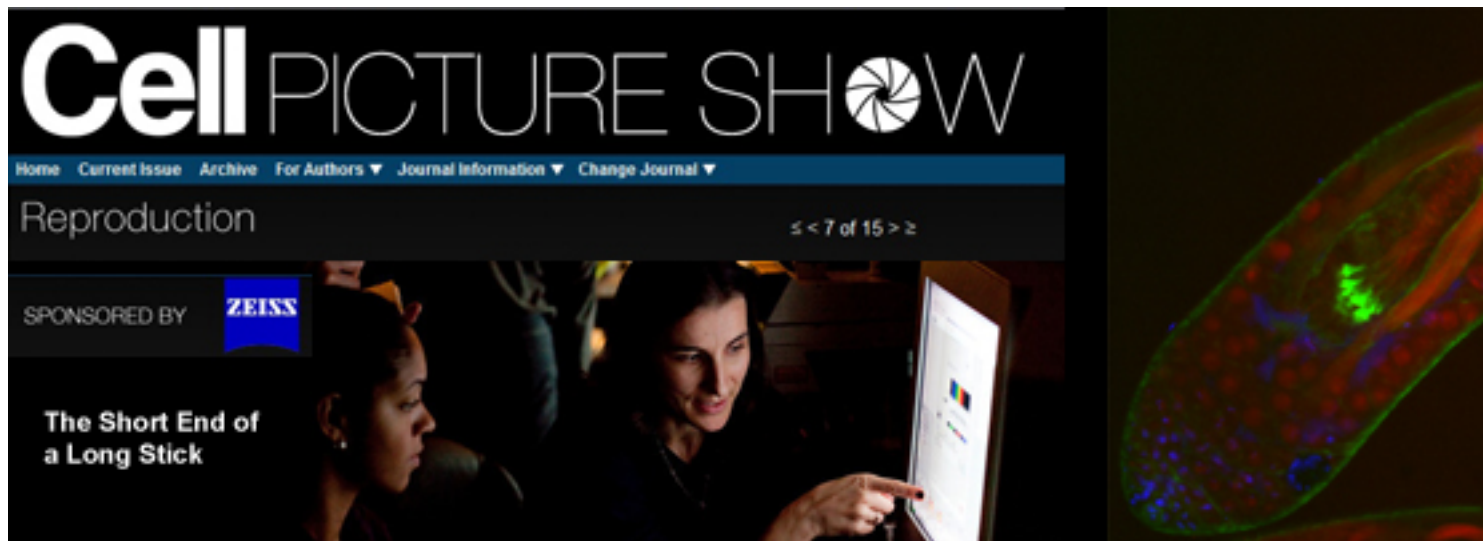 Cell PICTURE SHOW
Home Current Issue Archive For Authors ▼ Journal Information ▼ Change Journal ▼
Reproduction
≤ < 7 of 15 > ≥
SPONSORED BY ZEISS
The Short End of
a Long Stick